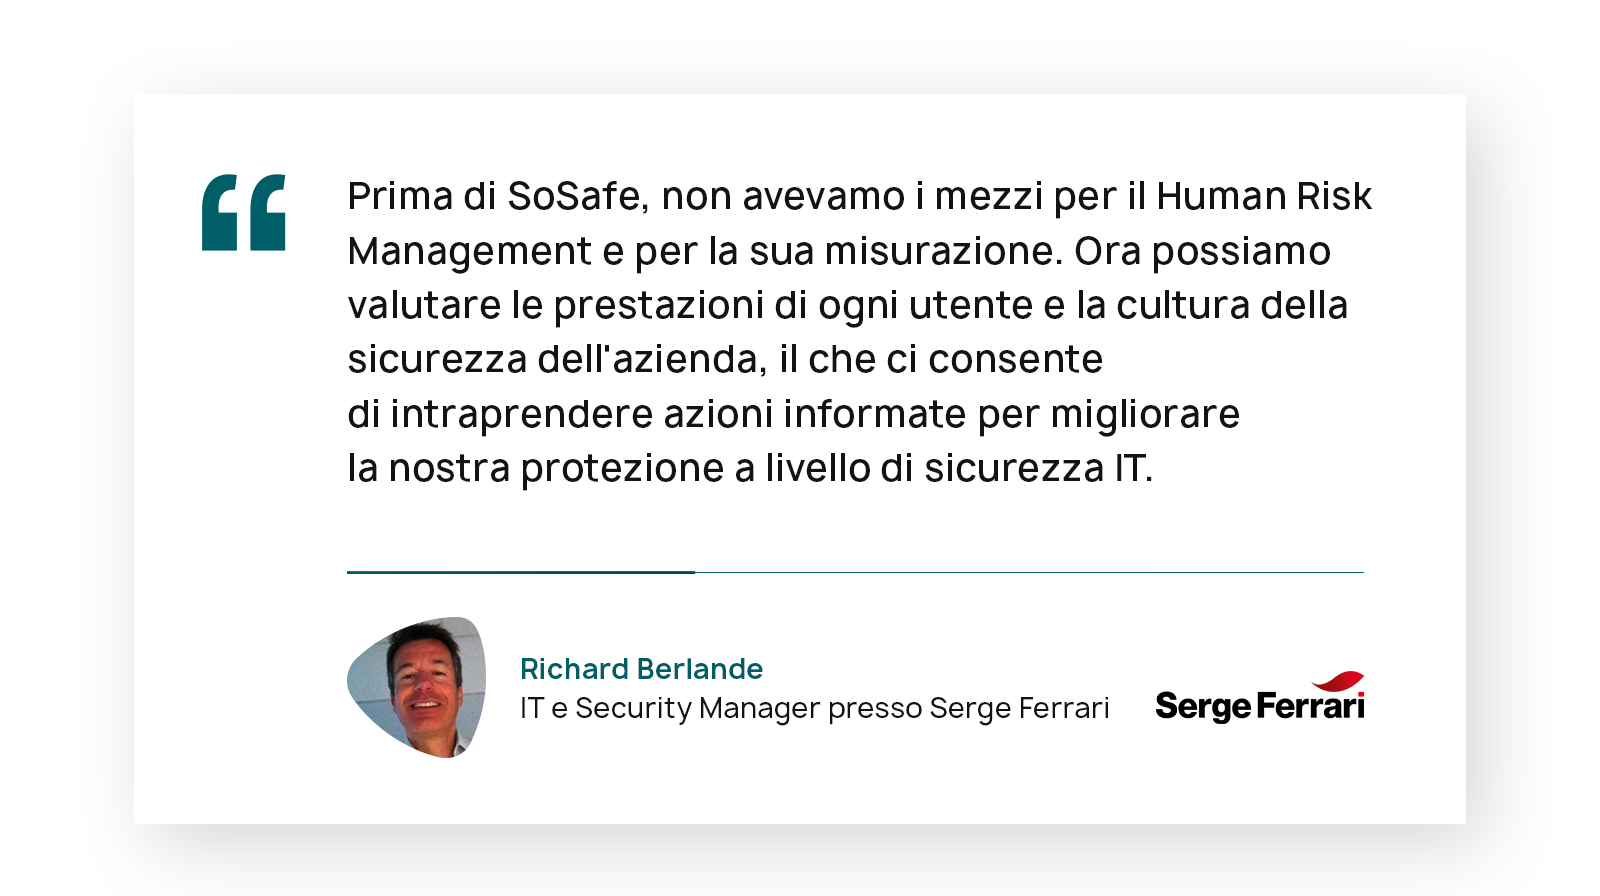 “
Prima di SoSafe, non avevamo i mezzi per il Human Risk
Management e per la sua misurazione. Ora possiamo
valutare le prestazioni di ogni utente e la cultura della
sicurezza dell'azienda, il che ci consente
di intraprendere azioni informate per migliorare
la nostra protezione a livello di sicurezza IT.
Richard Berlande
IT e Security Manager presso Serge Ferrari
Serge Ferrari